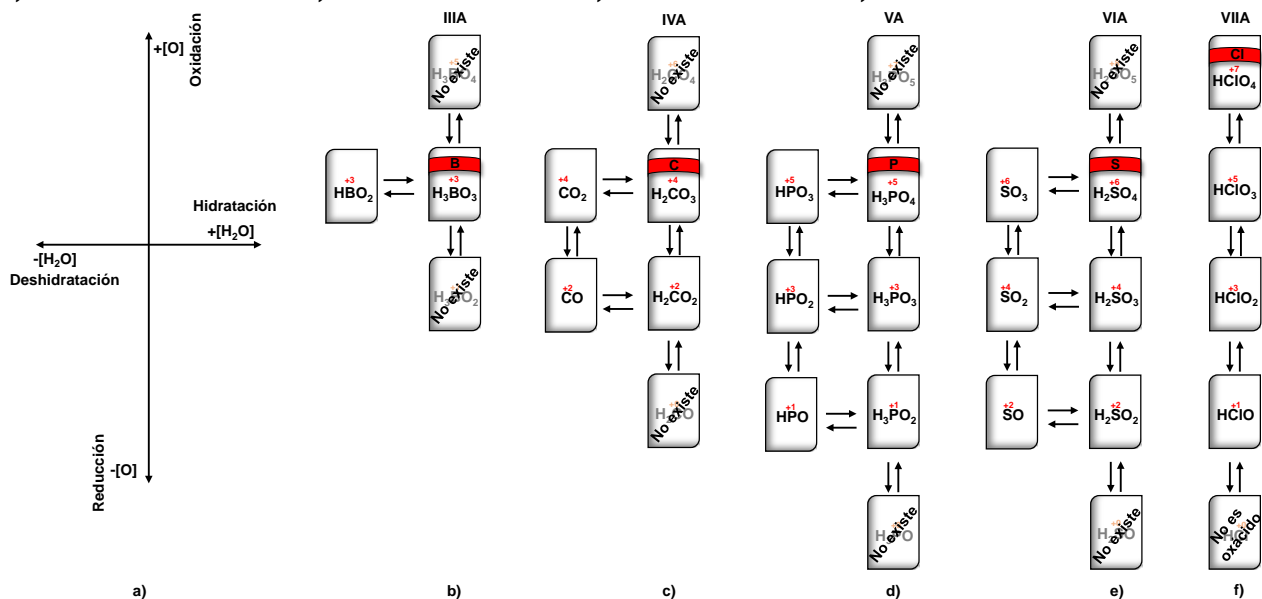 +[O]
Oxidación
Hidratación
+[H₂O]
-[H₂O]
Deshidratación
Reducción
-[O]
a)
IIIA
H₃BO₄
No existe
B
+3
HBO₂
+3
H₃BO₃
No existe
b)
IVA
H₂CO₄
No existe
C
+4
CO₂
+4
H₂CO₃
+2
CO
+2
H₂CO₂
No existe
c)
VA
No existe
P
+5
HPO₃
+5
H₃PO₄
+3
HPO₂
+3
H₃PO₃
+1
HPO
+1
H₃PO₂
No existe
d)
VIA
No existe
S
+6
SO₃
+6
H₂SO₄
+4
SO₂
+4
H₂SO₃
+2
SO
+2
H₂SO₂
No existe
e)
VIIA
Cl
+7
HClO₄
+5
HClO₃
+3
HClO₂
+1
HClO
HCl
No es
oxácido
f)